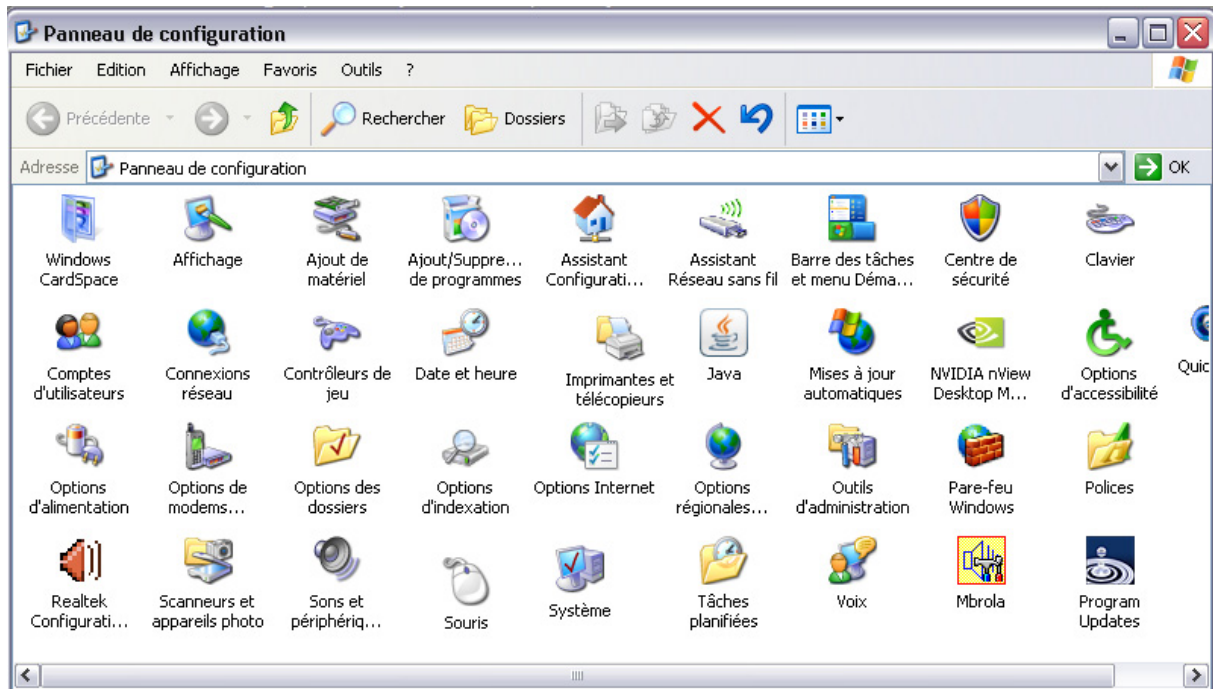 Panneau de configuration
Fichier Edition Affichage Favoris Outils ?
Précédente Rechercher Dossiers
Adresse Panneau de configuration OK
Windows CardSpace
Affichage
Ajout de matériel
Ajout/Suppre... de programmes
Assistant Configurati...
Assistant Réseau sans fil
Barre des tâches et menu Déma...
Centre de sécurité
Clavier
Comptes d'utilisateurs
Connexions réseau
Contrôleurs de jeu
Date et heure
Imprimantes et télécopieurs
Java
Mises à jour automatiques
NVIDIA nView Desktop M...
Options d'accessibilité
Quic
Options d'alimentation
Options de modems...
Options des dossiers
Options d'indexation
Options Internet
Options régionales...
Outils d'administration
Pare-feu Windows
Polices
Realtek Configurati...
Scanneurs et appareils photo
Sons et périphériq...
Souris
Système
Tâches planifiées
Voix
Mbrola
Program Updates